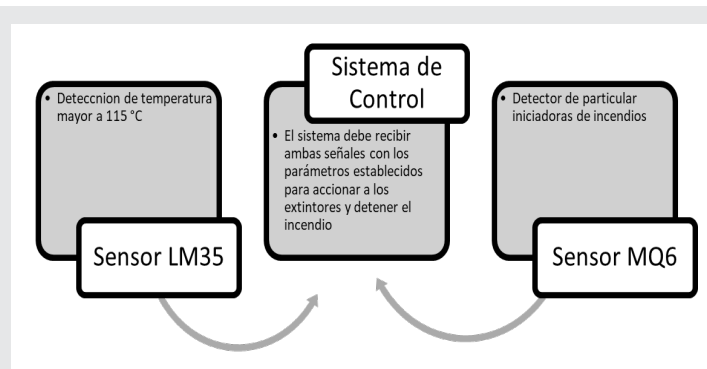 • Deteccnion de temperatura
mayor a 115 °C
Sensor LM35
Sistema de
Control
• El sistema debe recibir
ambas señales con los
parámetros establecidos
para accionar a los
extintores y detener el
incendio
• Detector de particular
iniciadoras de incendios
Sensor MQ6